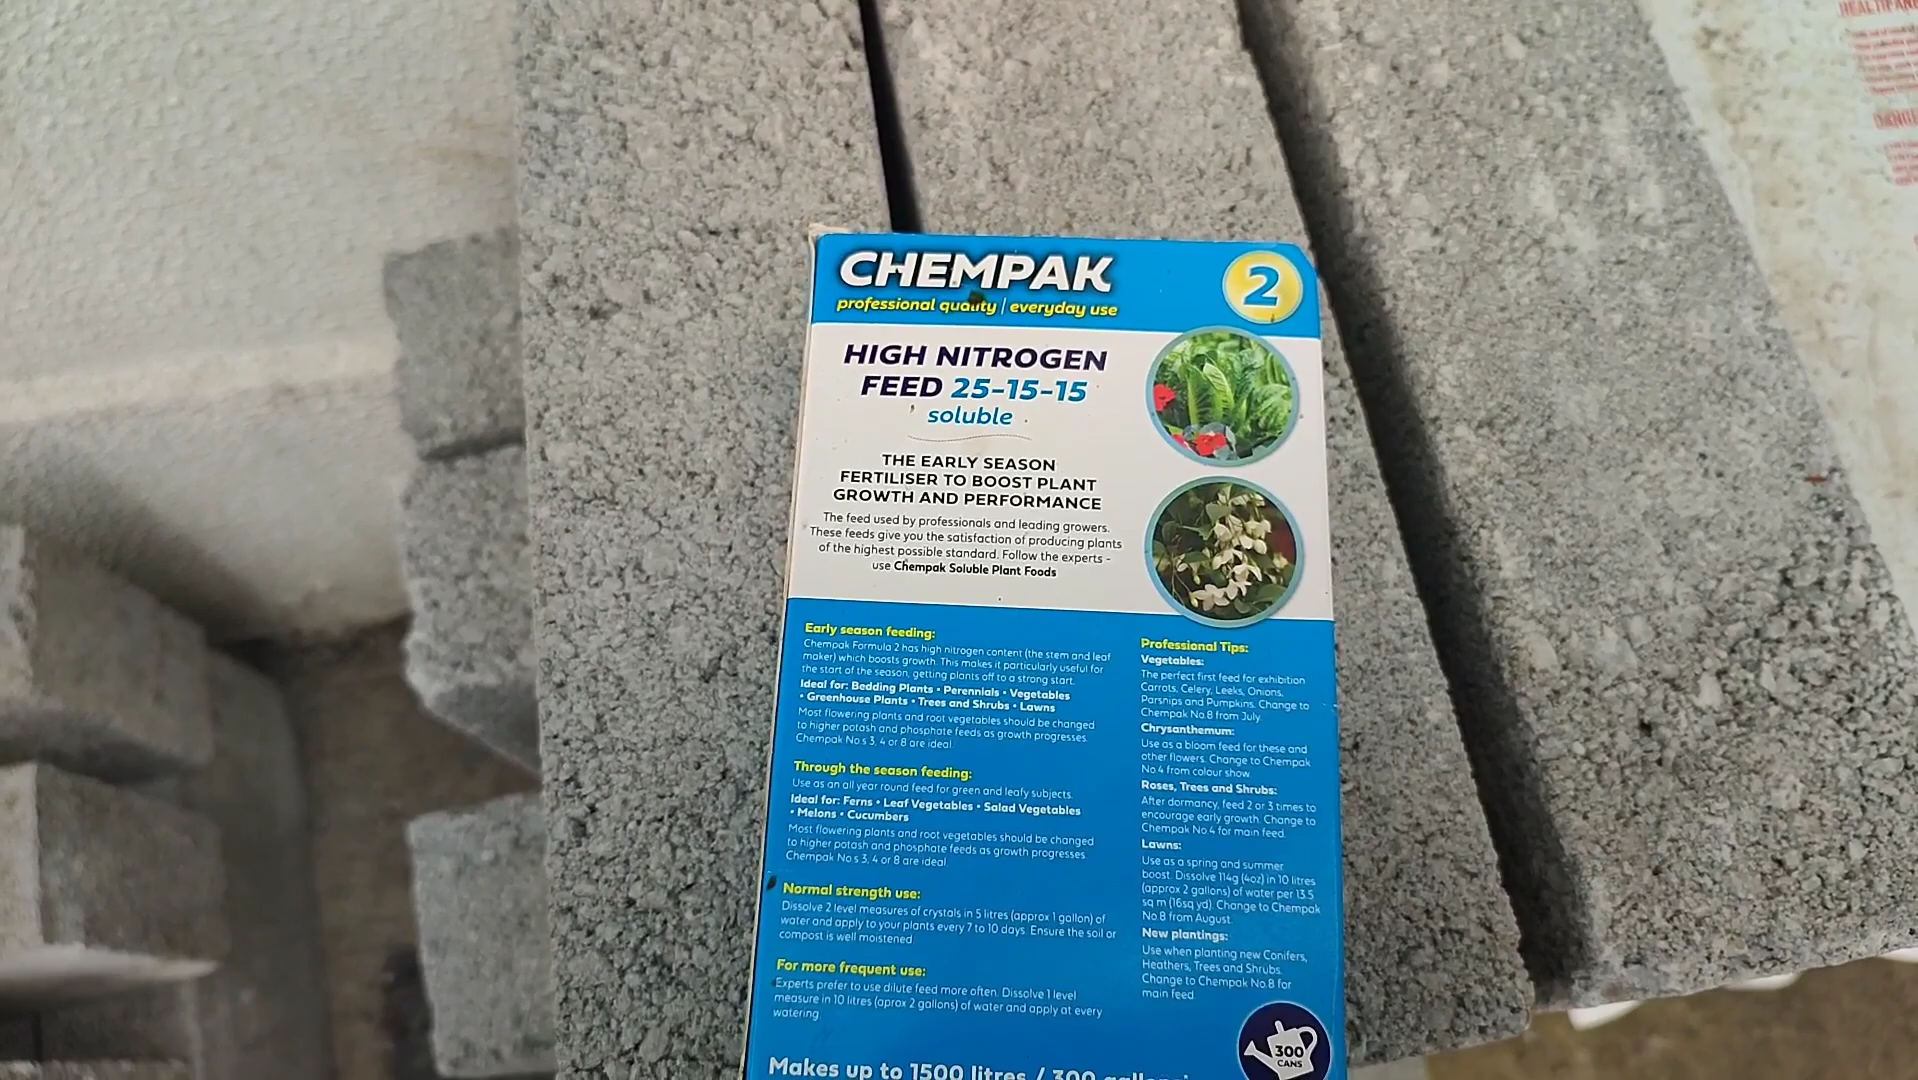 CHEMPAK
professional quality | everyday use
2
HIGH NITROGEN
FEED 25-15-15
soluble
THE EARLY SEASON
FERTILISER TO BOOST PLANT
GROWTH AND PERFORMANCE
The feed used by professionals and leading growers.
These feeds give you the satisfaction of producing plants
of the highest possible standard. Follow the experts -
use Chempak Soluble Plant Foods
Early season feeding:
Chempak Formula 2 has high nitrogen content (the stem and leaf
maker) which boosts growth. This makes it particularly useful for
the start of the season, getting plants off to a strong start.
Ideal for: Bedding Plants • Perennials • Vegetables
• Greenhouse Plants • Trees and Shrubs • Lawns
Most flowering plants and root vegetables should be changed
to higher potash and phosphate feeds as growth progresses.
Chempak No.s 3, 4 or 8 are ideal.
Through the season feeding:
Use as an all year round feed for green and leafy subjects.
Ideal for: Ferns • Leaf Vegetables • Salad Vegetables
• Melons • Cucumbers
Most flowering plants and root vegetables should be changed
to higher potash and phosphate feeds as growth progresses.
Chempak No.s 3, 4 or 8 are ideal.
Normal strength use:
Dissolve 2 level measures of crystals in 5 litres (approx 1 gallon) of
water and apply to your plants every 7 to 10 days. Ensure the soil or
compost is well moistened.
For more frequent use:
Experts prefer to use dilute feed more often. Dissolve 1 level
measure in 10 litres (aprox 2 gallons) of water and apply at every
watering.
Professional Tips:
Vegetables:
The perfect first feed for exhibition
Carrots, Celery, Leeks, Onions,
Parsnips and Pumpkins. Change to
Chempak No.8 from July.
Chrysanthemum:
Use as a bloom feed for these and
other flowers. Change to Chempak
No.4 from colour show.
Roses, Trees and Shrubs:
After dormancy, feed 2 or 3 times to
encourage early growth. Change to
Chempak No.4 for main feed.
Lawns:
Use as a spring and summer
boost. Dissolve 114g (4oz) in 10 litres
(approx 2 gallons) of water per 13.5
sq m (16sq yd). Change to Chempak
No.8 from August.
New plantings:
Use when planting new Conifers,
Heathers, Trees and Shrubs.
Change to Chempak No.8 for
main feed.
300
CANS
Makes up to 1500 litres / 300 gallons